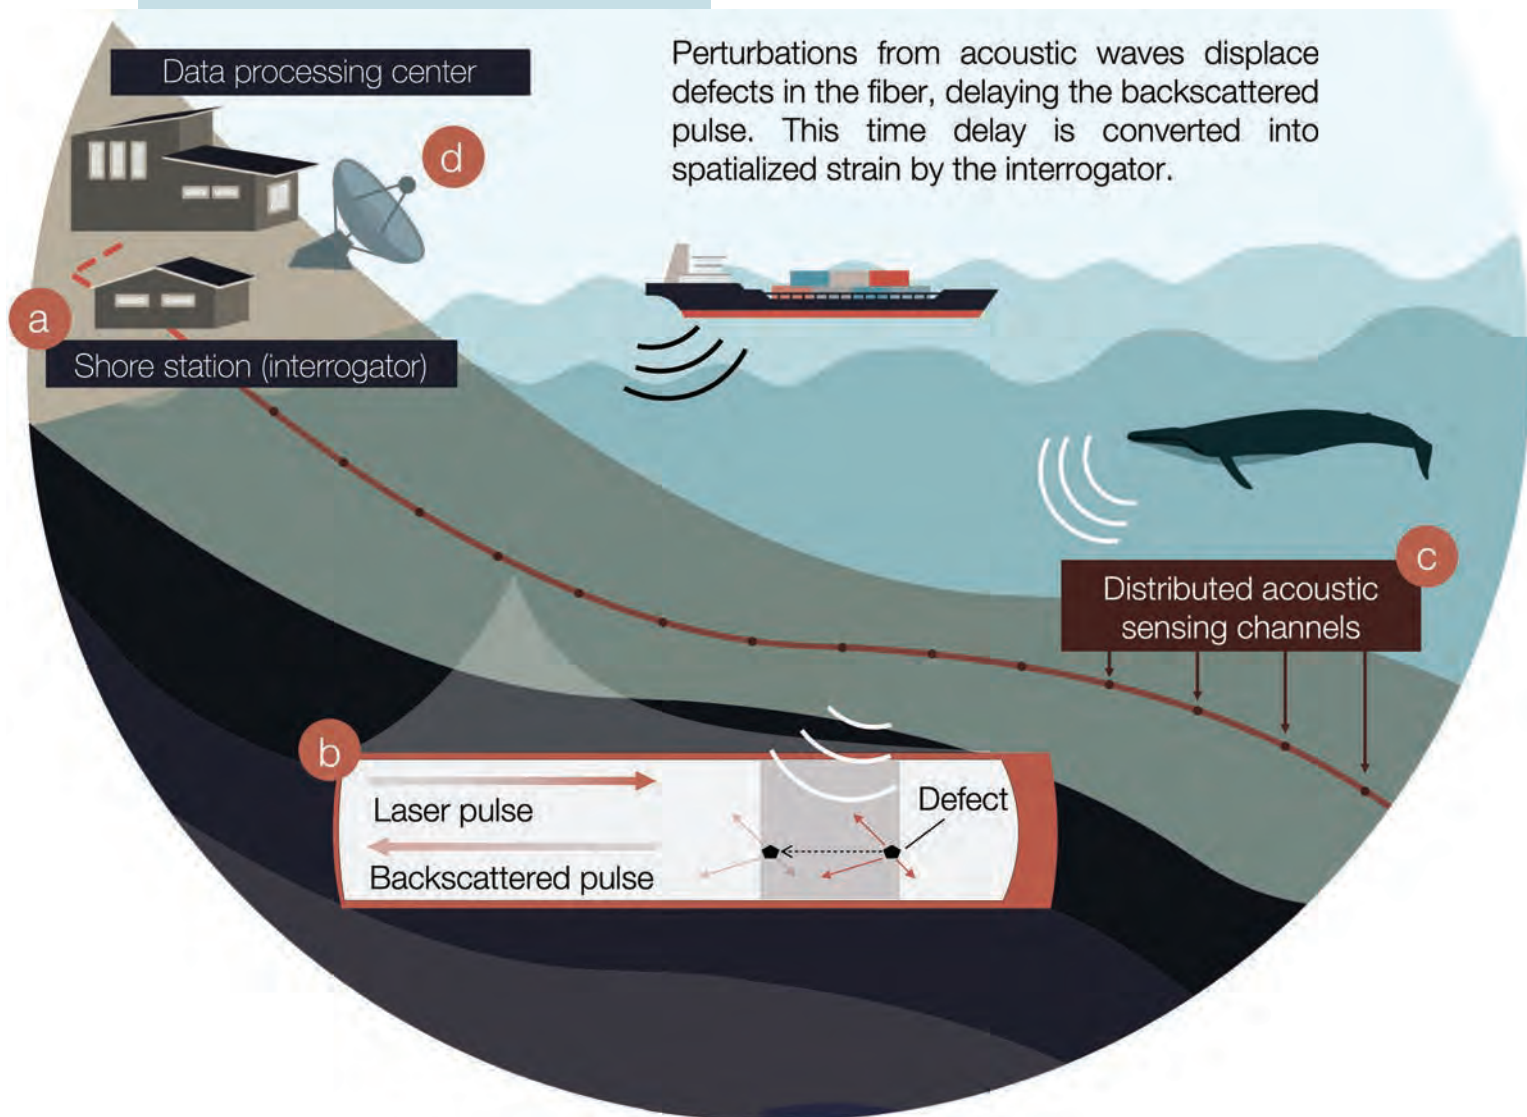 Data processing center
Perturbations from acoustic waves displace
defects in the fiber, delaying the backscattered
pulse. This time delay is converted into
spatialized strain by the interrogator.
d
a
Shore station (interrogator)
c
Distributed acoustic
sensing channels
b
Laser pulse
Defect
Backscattered pulse